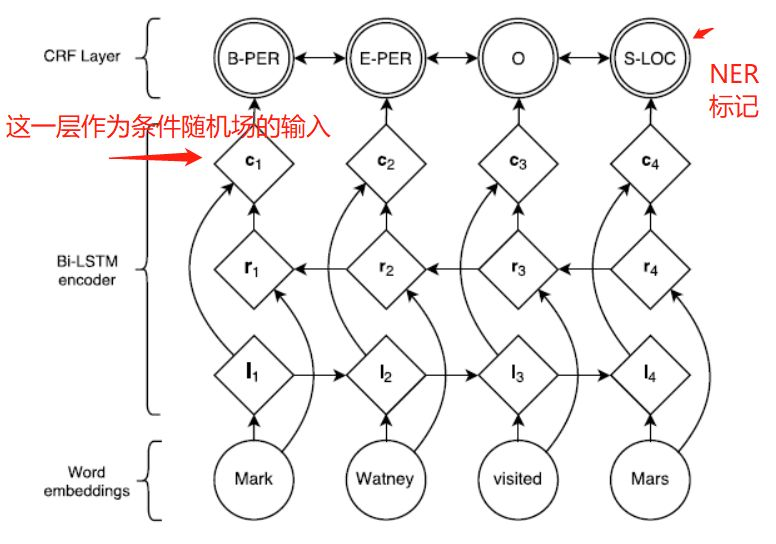 CRF Layer
B-PER
E-PER
O
S-LOC
NER
标记
这一层作为条件随机场的输入
c1
c2
c3
c4
Bi-LSTM
encoder
r1
r2
r3
r4
l1
l2
l3
l4
Word
embeddings
Mark
Watney
visited
Mars